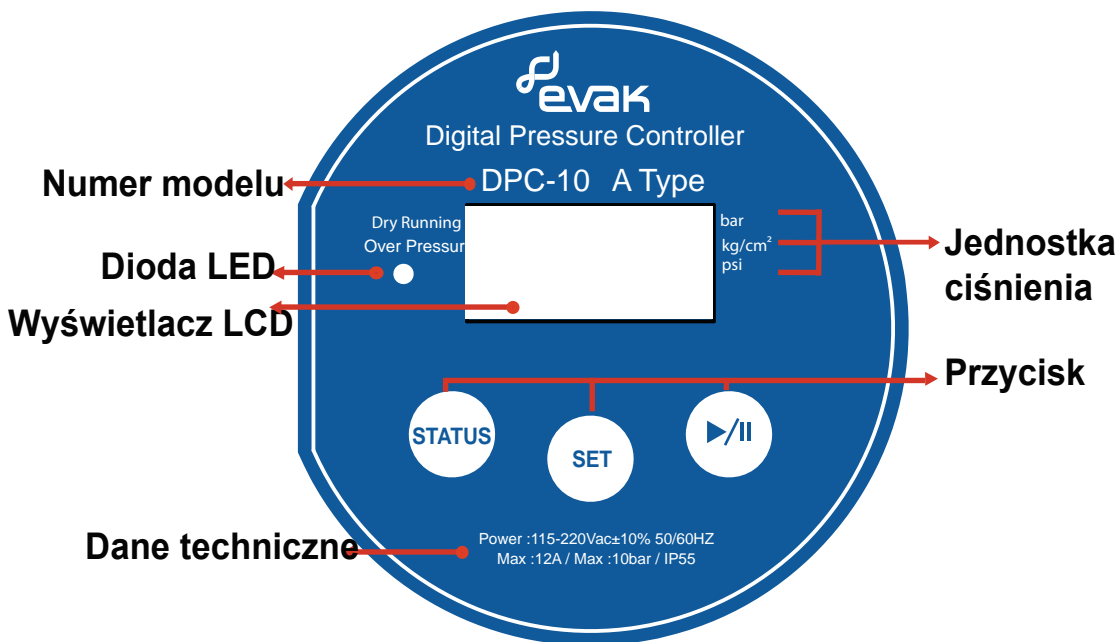 evak
Digital Pressure Controller
DPC-10 A Type
Numer modelu
Dry Running
Over Pressur
Dioda LED
Wyświetlacz LCD
bar
kg/cm²
psi
Jednostka
ciśnienia
Przycisk
STATUS
SET
▶/II
Dane techniczne
Power :115-220Vac±10% 50/60HZ
Max :12A / Max :10bar / IP55